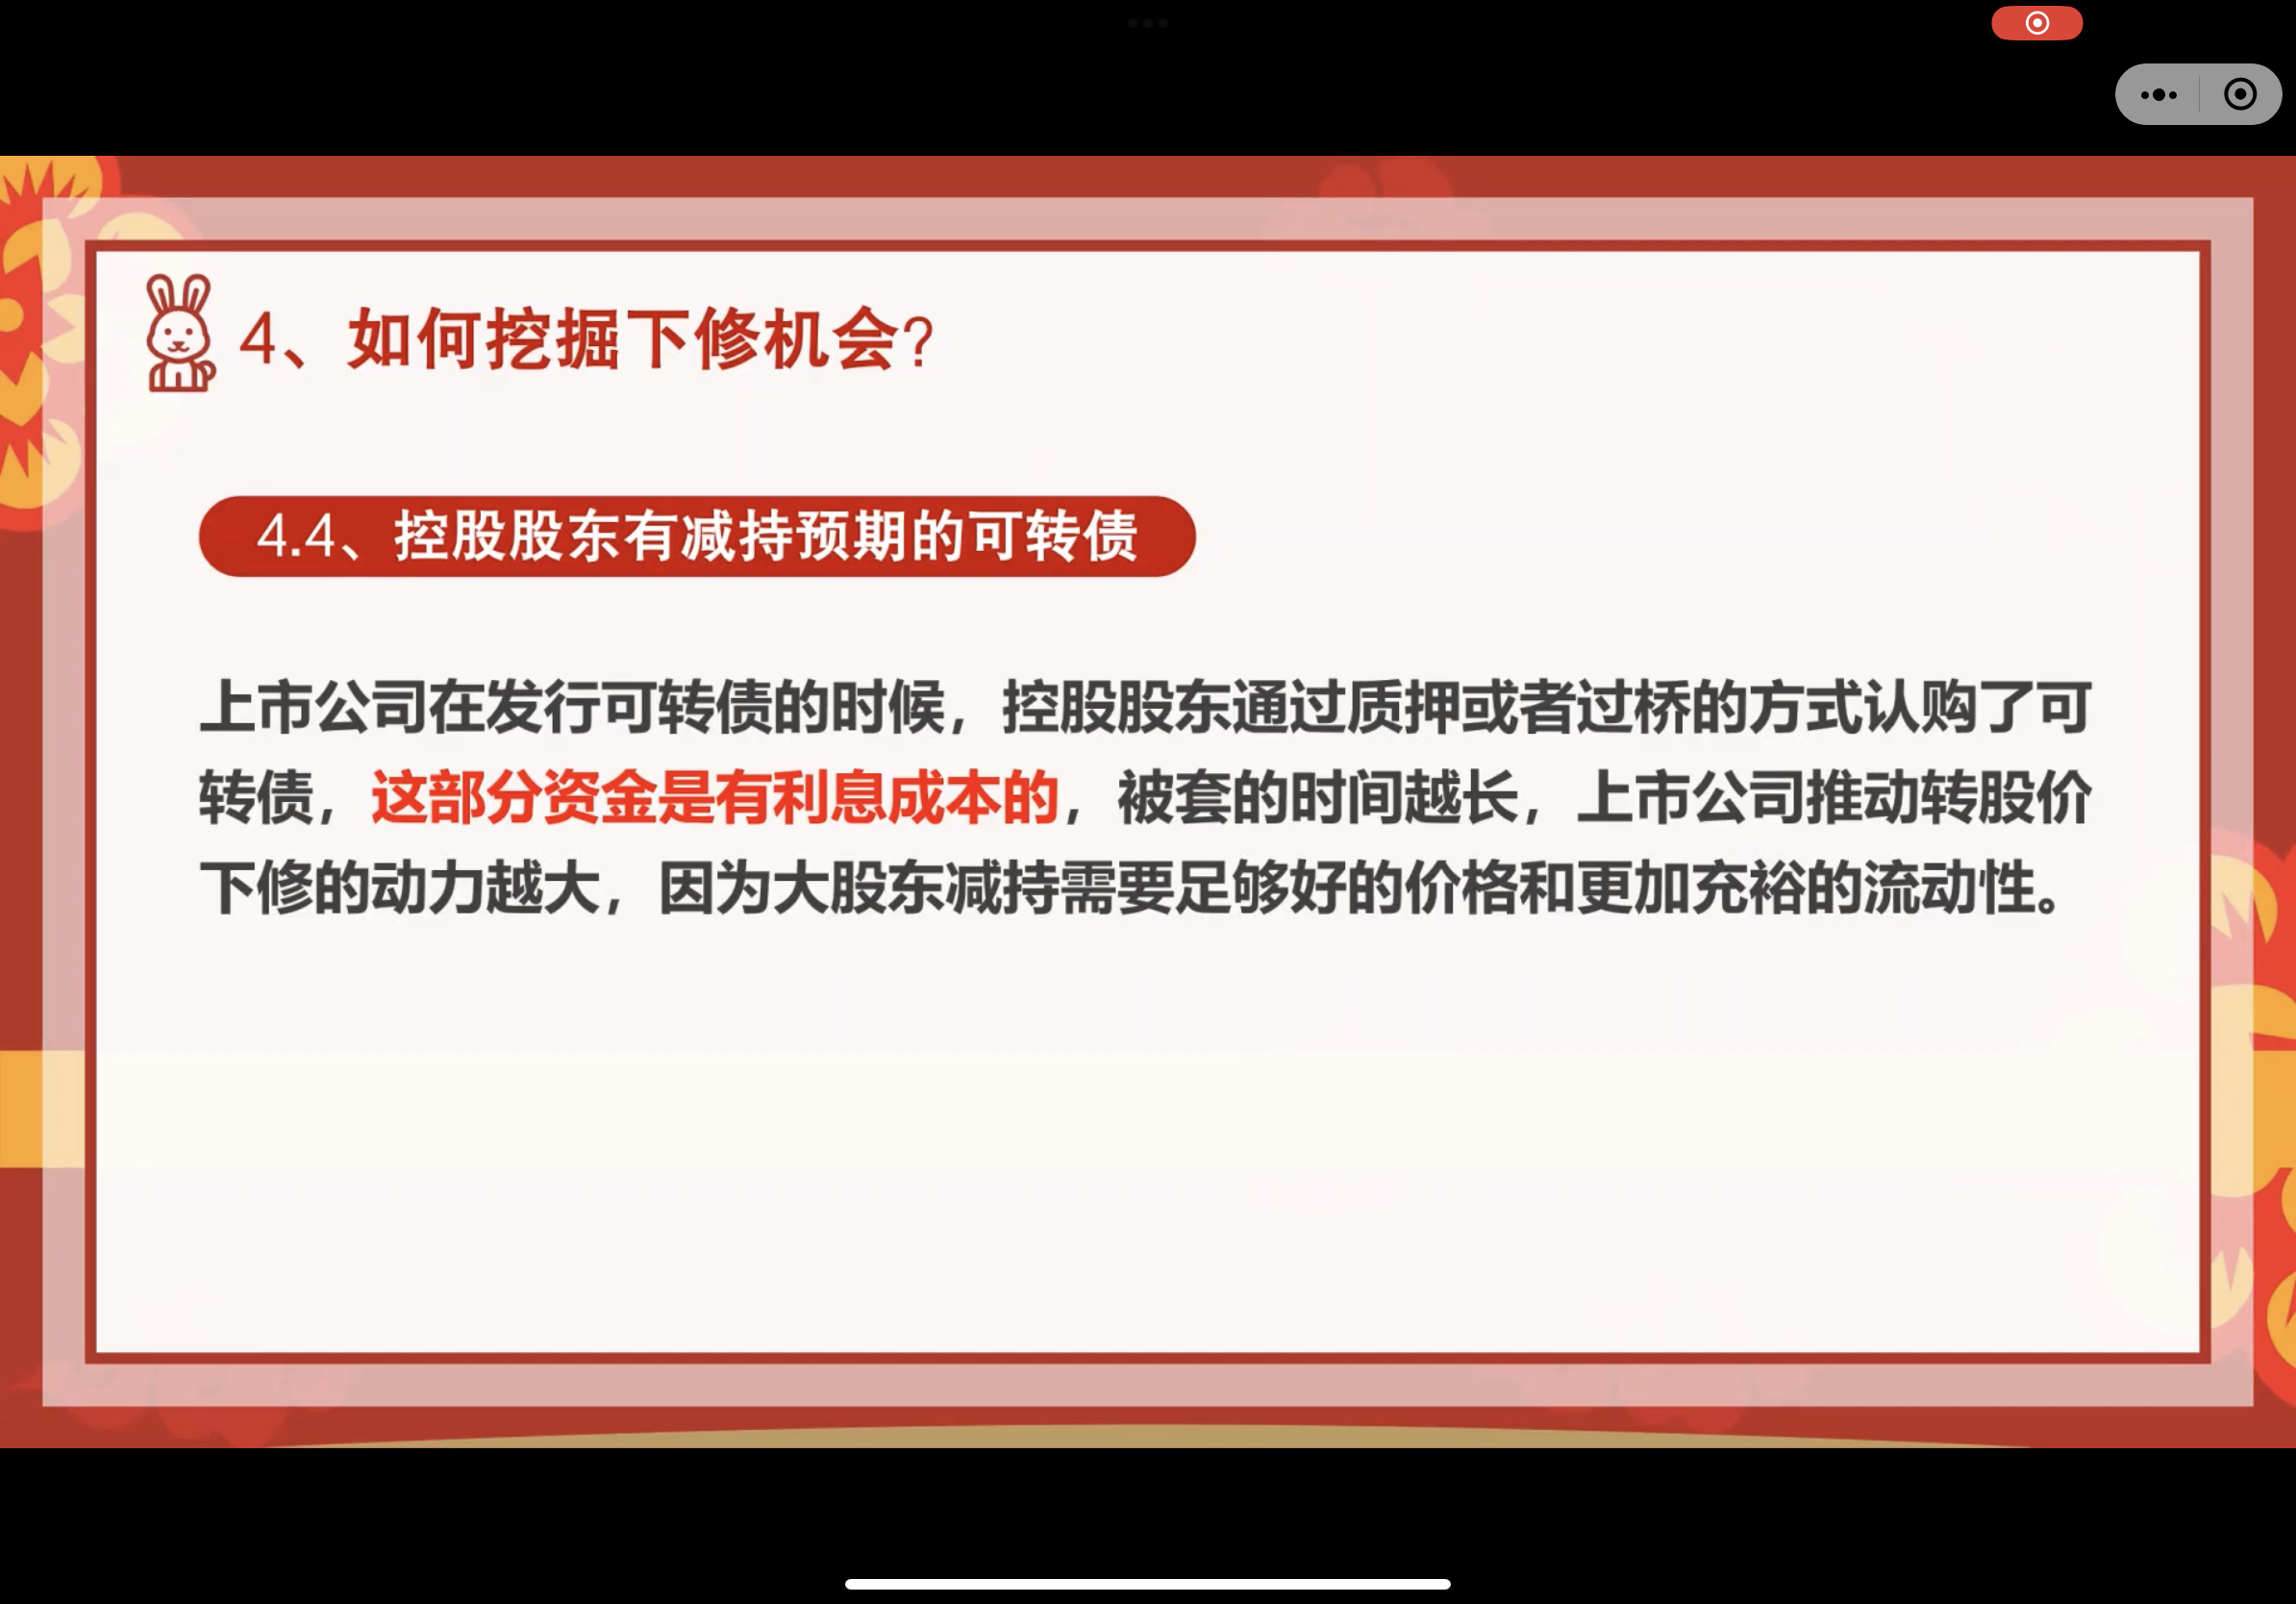 4、如何挖掘下修机会?
4.4、控股股东有减持预期的可转债
上市公司在发行可转债的时候，控股股东通过质押或者过桥的方式认购了可
转债，这部分资金是有利息成本的，被套的时间越长，上市公司推动转股价
下修的动力越大，因为大股东减持需要足够好的价格和更加充裕的流动性。